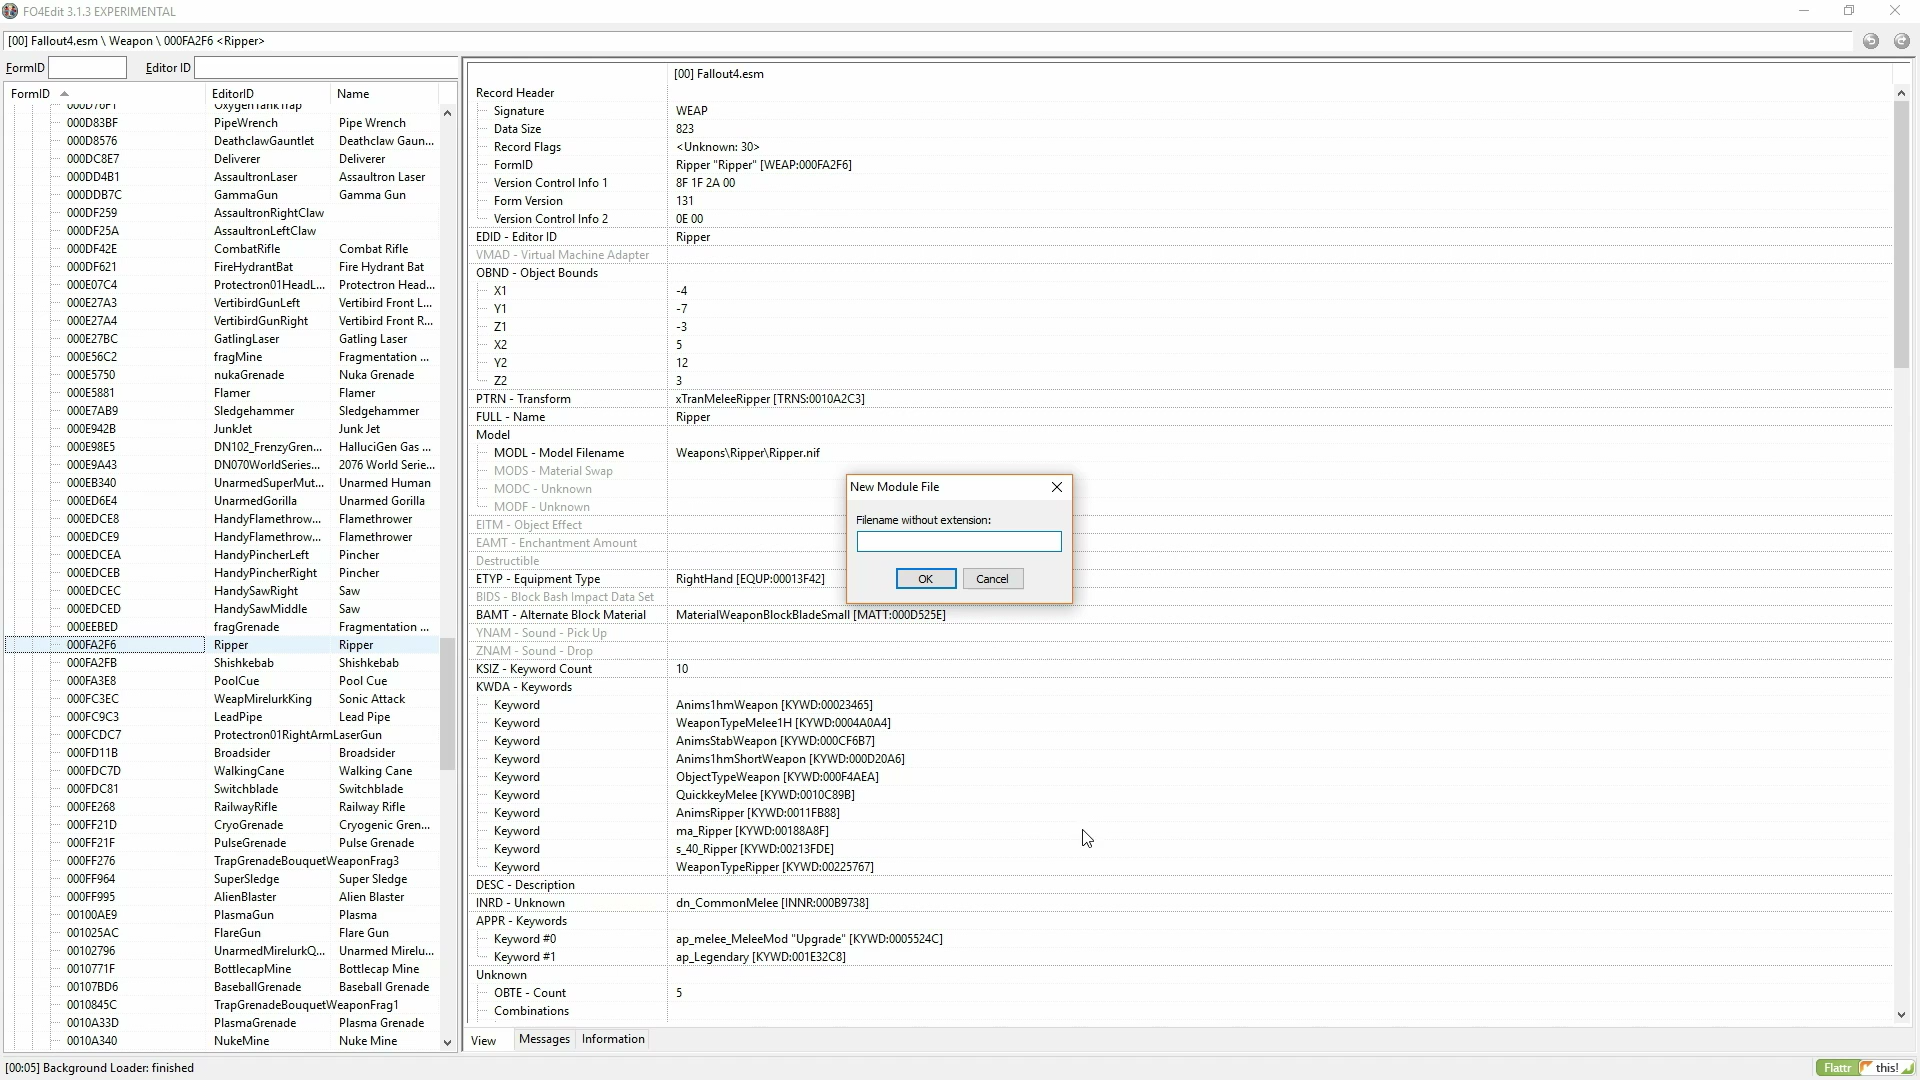 FO4Edit 3.1.3 EXPERIMENTAL
[00] Fallout4.esm \ Weapon \ 000FA2F6 <Ripper>
FormID
Editor ID
FormID EditorID Name
000D76F1 OxygenTankTrap
000D83BF PipeWrench Pipe Wrench
000D8576 DeathclawGauntlet Deathclaw Gaun...
000DC8E7 Deliverer Deliverer
000DD4B1 AssaultronLaser Assaultron Laser
000DDB7C GammaGun Gamma Gun
000DF259 AssaultronRightClaw
000DF25A AssaultronLeftClaw
000DF42E CombatRifle Combat Rifle
000DF621 FireHydrantBat Fire Hydrant Bat
000E07C4 Protectron01HeadL... Protectron Head...
000E27A3 VertibirdGunLeft Vertibird Front L...
000E27A4 VertibirdGunRight Vertibird Front R...
000E27BC GatlingLaser Gatling Laser
000E56C2 fragMine Fragmentation ...
000E5750 nukaGrenade Nuka Grenade
000E5881 Flamer Flamer
000E7AB9 Sledgehammer Sledgehammer
000E942B JunkJet Junk Jet
000E98E5 DN102_FrenzyGren... HalluciGen Gas ...
000E9A43 DN070WorldSeries... 2076 World Serie...
000EB340 UnarmedSuperMut... Unarmed Human
000ED6E4 UnarmedGorilla Unarmed Gorilla
000EDCE8 HandyFlamethrow... Flamethrower
000EDCE9 HandyFlamethrow... Flamethrower
000EDCEA HandyPincherLeft Pincher
000EDCEB HandyPincherRight Pincher
000EDCEC HandySawRight Saw
000EDCED HandySawMiddle Saw
000EEBED fragGrenade Fragmentation ...
000FA2F6 Ripper Ripper
000FA2FB Shishkebab Shishkebab
000FA3E8 PoolCue Pool Cue
000FC3EC WeapMirelurkKing Sonic Attack
000FC9C3 LeadPipe Lead Pipe
000FCDC7 Protectron01RightArmLaserGun
000FD11B Broadsider Broadsider
000FDC7D WalkingCane Walking Cane
000FDC81 Switchblade Switchblade
000FE268 RailwayRifle Railway Rifle
000FF21D CryoGrenade Cryogenic Gren...
000FF21F PulseGrenade Pulse Grenade
000FF276 TrapGrenadeBouquetWeaponFrag3
000FF964 SuperSledge Super Sledge
000FF995 AlienBlaster Alien Blaster
00100AE9 PlasmaGun Plasma
001025AC FlareGun Flare Gun
00102796 UnarmedMirelurkQ... Unarmed Mirelu...
0010771F BottlecapMine Bottlecap Mine
00107BD6 BaseballGrenade Baseball Grenade
0010845C TrapGrenadeBouquetWeaponFrag1
0010A33D PlasmaGrenade Plasma Grenade
0010A340 NukeMine Nuke Mine
[00] Fallout4.esm
Record Header
Signature WEAP
Data Size 823
Record Flags <Unknown: 30>
FormID Ripper "Ripper" [WEAP:000FA2F6]
Version Control Info 1 8F 1F 2A 00
Form Version 131
Version Control Info 2 0E 00
EDID - Editor ID Ripper
VMAD - Virtual Machine Adapter
OBND - Object Bounds
X1 -4
Y1 -7
Z1 -3
X2 5
Y2 12
Z2 3
PTRN - Transform xTranMeleeRipper [TRNS:0010A2C3]
FULL - Name Ripper
Model
MODL - Model Filename Weapons\Ripper\Ripper.nif
MODS - Material Swap
MODC - Unknown
MODF - Unknown
EITM - Object Effect
EAMT - Enchantment Amount
Destructible
ETYP - Equipment Type RightHand [EQUP:00013F42]
BIDS - Block Bash Impact Data Set
BAMT - Alternate Block Material MaterialWeaponBlockBladeSmall [MATT:000D525E]
YNAM - Sound - Pick Up
ZNAM - Sound - Drop
KSIZ - Keyword Count 10
KWDA - Keywords
Keyword Anims1hmWeapon [KYWD:00023465]
Keyword WeaponTypeMelee1H [KYWD:0004A0A4]
Keyword AnimsStabWeapon [KYWD:000CF6B7]
Keyword Anims1hmShortWeapon [KYWD:000D20A6]
Keyword ObjectTypeWeapon [KYWD:000F4AEA]
Keyword QuickkeyMelee [KYWD:0010C89B]
Keyword AnimsRipper [KYWD:0011FB88]
Keyword ma_Ripper [KYWD:00188A8F]
Keyword s_40_Ripper [KYWD:00213FDE]
Keyword WeaponTypeRipper [KYWD:00225767]
DESC - Description
INRD - Unknown dn_CommonMelee [INNR:000B9738]
APPR - Keywords
Keyword #0 ap_melee_MeleeMod "Upgrade" [KYWD:0005524C]
Keyword #1 ap_Legendary [KYWD:001E32C8]
Unknown
OBTE - Count 5
Combinations
New Module File
Filename without extension:
OK Cancel
View Messages Information
[00:05] Background Loader: finished
Flattr this!